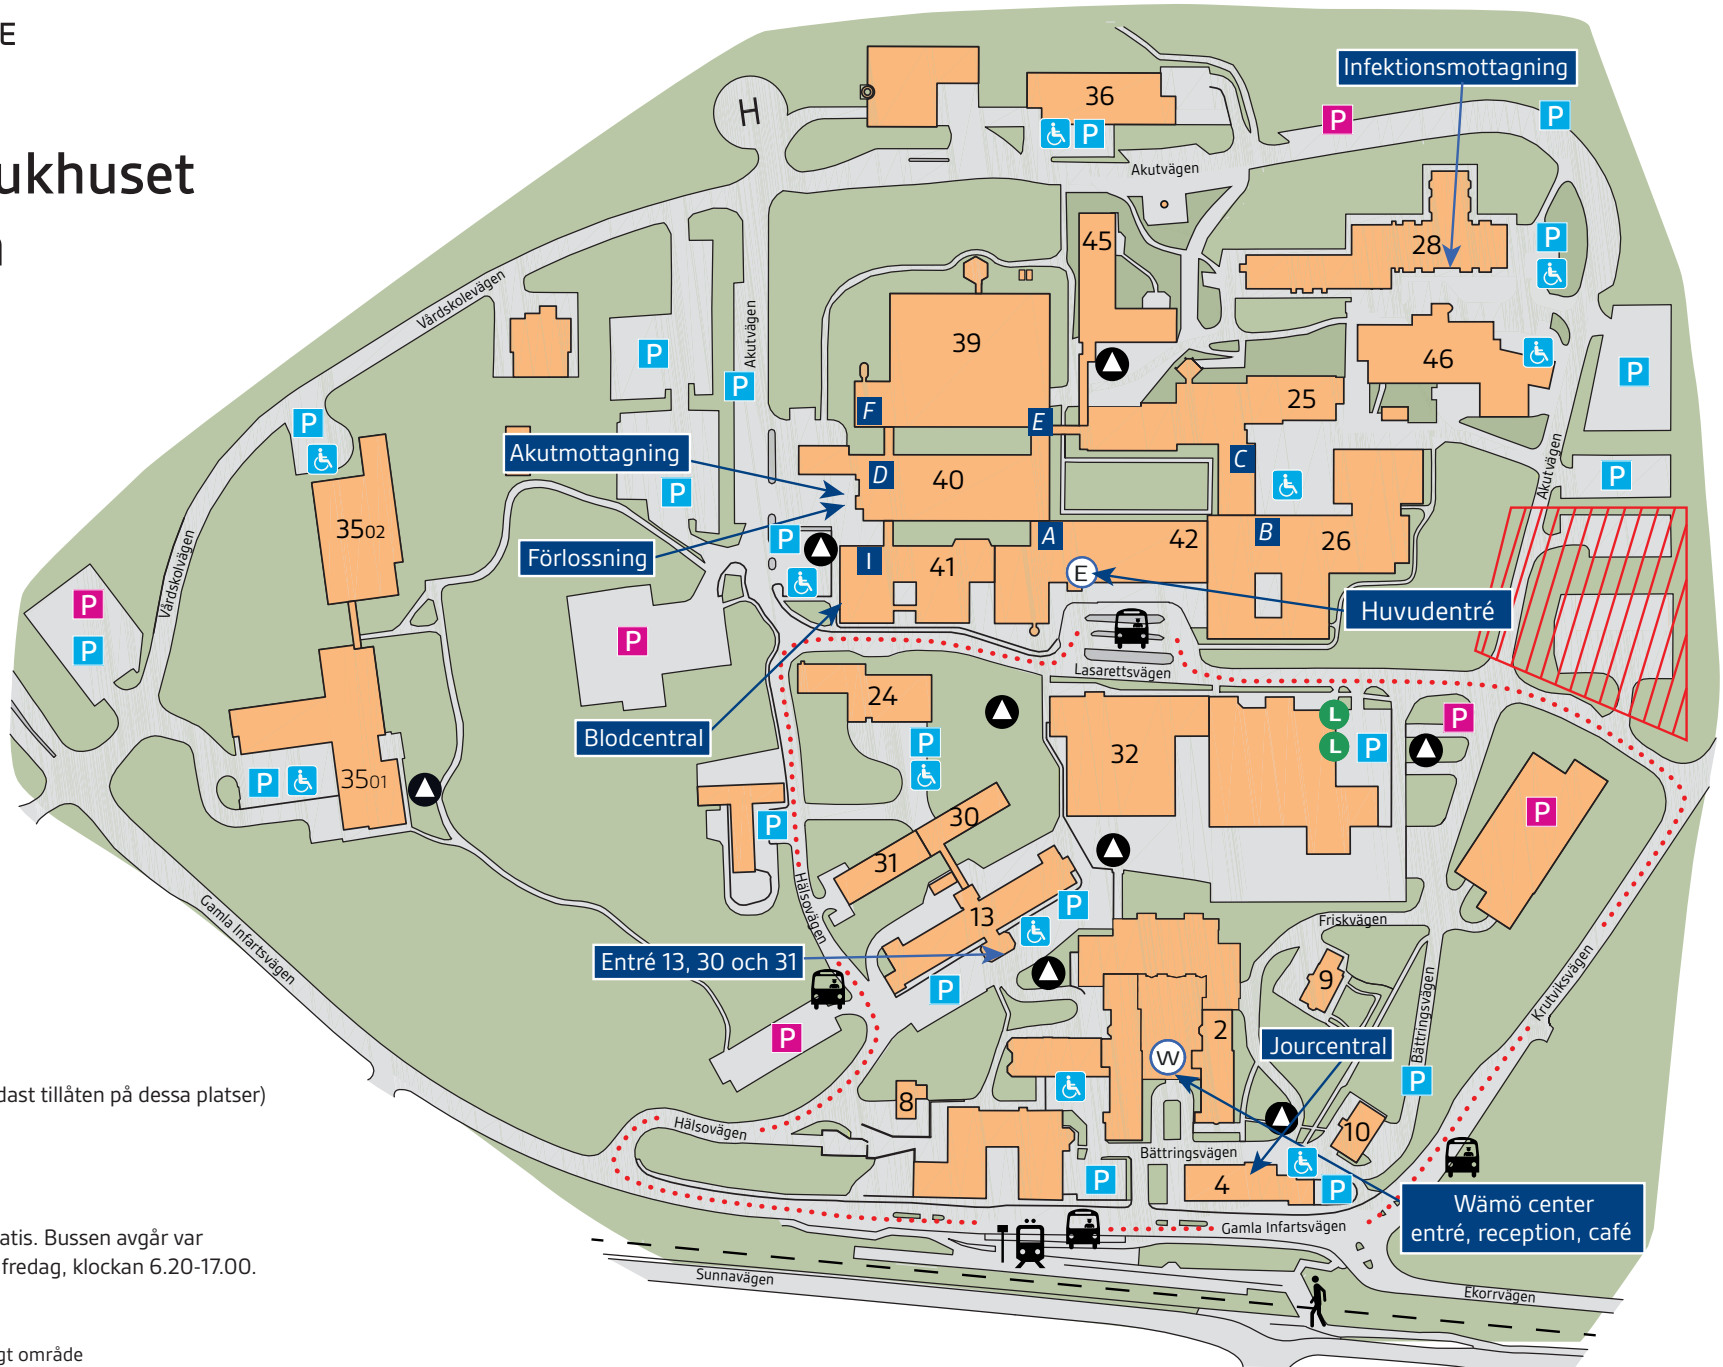 E
ukhuset
H
36
P
Infektionsmottagning
P
P
Akutvägen
45
28
P
Vårdskolevägen
Akutvägen
39
P
P
46
P
25
P
F
E
Akutmottagning
D
40
C
P
Akutvägen
P
3502
Förlossning
P
I
41
A
42
B
26
E
Huvudentré
Vårdskolvägen
P
P
P
Lasarettsvägen
24
Blodcentral
P
32
L
L
P
P
P
3501
P
30
31
P
P
Hälsovägen
13
P
Friskvägen
Gamla Infartsvägen
Entré 13, 30 och 31
P
9
Bättringsvägen
Krutviksvägen
P
2
W
Jourcentral
P
dast tillåten på dessa platser)
8
Hälsovägen
10
Bättringsvägen
P
4
P
Wämö center
entré, reception, café
Gamla Infartsvägen
atis. Bussen avgår var
fredag, klockan 6.20-17.00.
Sunnavägen
Ekorrvägen
gt område